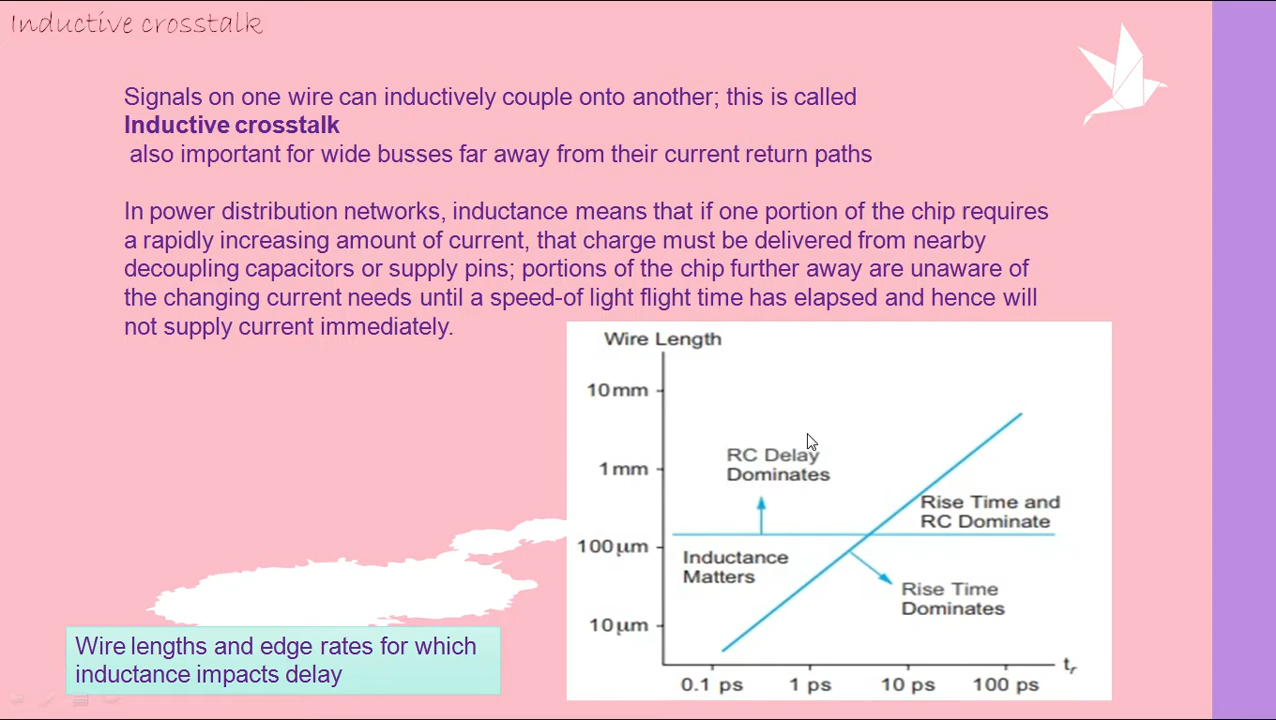 Inductive crosstalk
Signals on one wire can inductively couple onto another; this is called
Inductive crosstalk
also important for wide busses far away from their current return paths
In power distribution networks, inductance means that if one portion of the chip requires
a rapidly increasing amount of current, that charge must be delivered from nearby
decoupling capacitors or supply pins; portions of the chip further away are unaware of
the changing current needs until a speed-of light flight time has elapsed and hence will
not supply current immediately.
Wire Length
10 mm
RC Delay
Dominates
1 mm
Rise Time and
RC Dominate
100 μm
Inductance
Matters
Rise Time
Dominates
10 μm
tr
0.1 ps 1 ps 10 ps 100 ps
Wire lengths and edge rates for which
inductance impacts delay